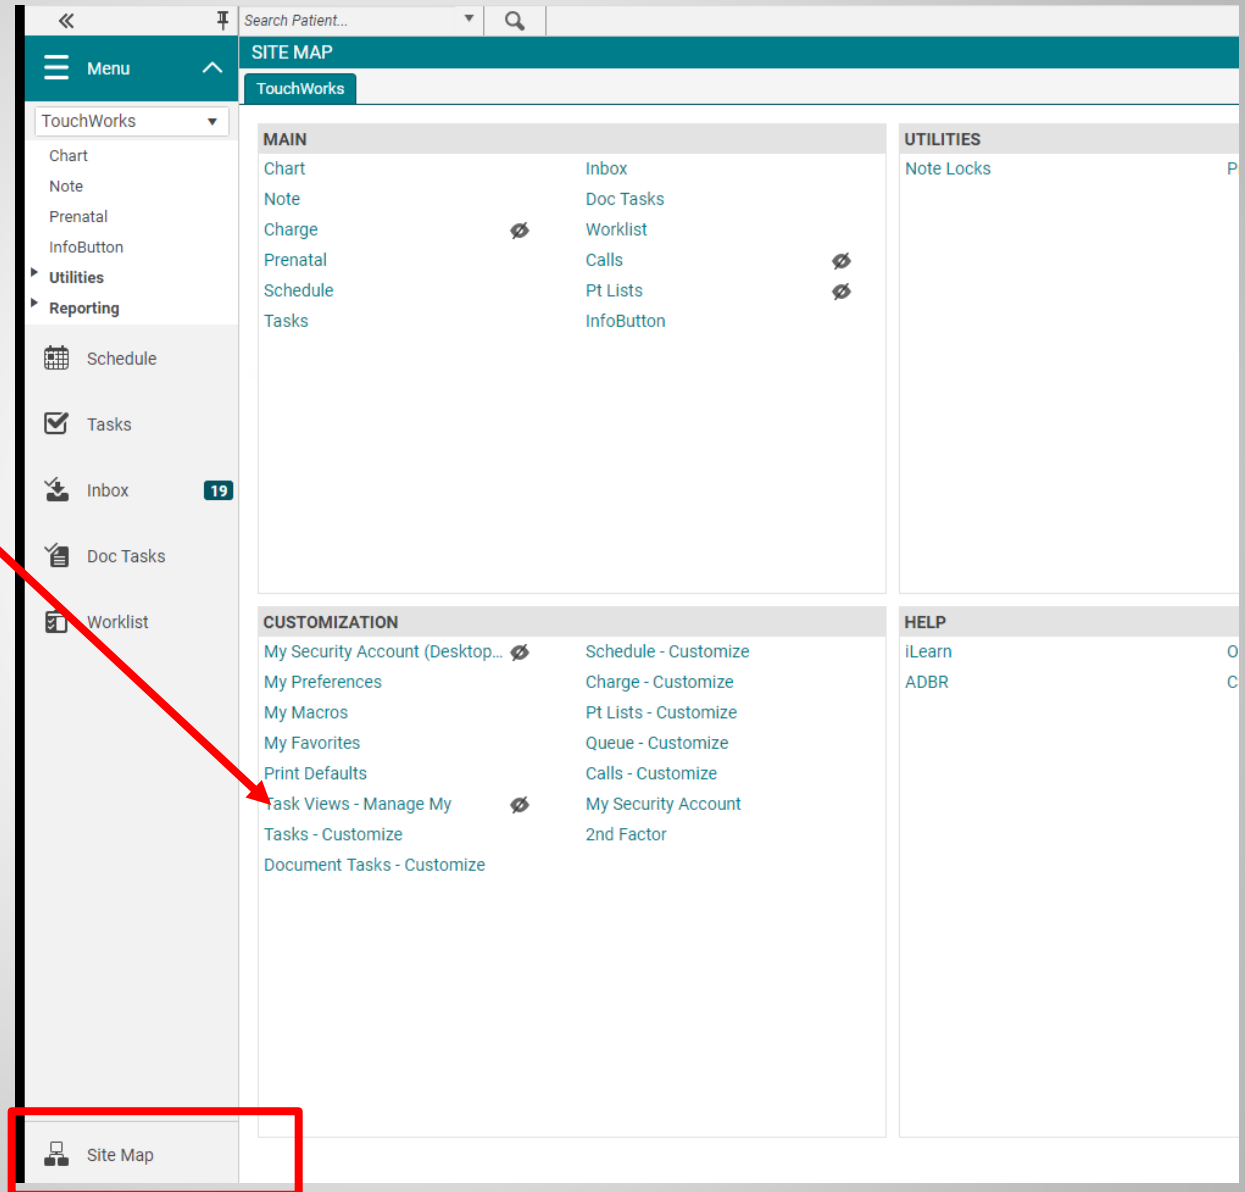 Search Patient...
Menu
SITE MAP
TouchWorks
TouchWorks
Chart
Note
Prenatal
InfoButton
Utilities
Reporting
Schedule
Tasks
Inbox 19
Doc Tasks
Worklist
Site Map
MAIN
Chart
Note
Charge
Prenatal
Schedule
Tasks
Inbox
Doc Tasks
Worklist
Calls
Pt Lists
InfoButton
UTILITIES
Note Locks
CUSTOMIZATION
My Security Account (Desktop...
My Preferences
My Macros
My Favorites
Print Defaults
Task Views - Manage My
Tasks - Customize
Document Tasks - Customize
Schedule - Customize
Charge - Customize
Pt Lists - Customize
Queue - Customize
Calls - Customize
My Security Account
2nd Factor
HELP
iLearn
ADBR